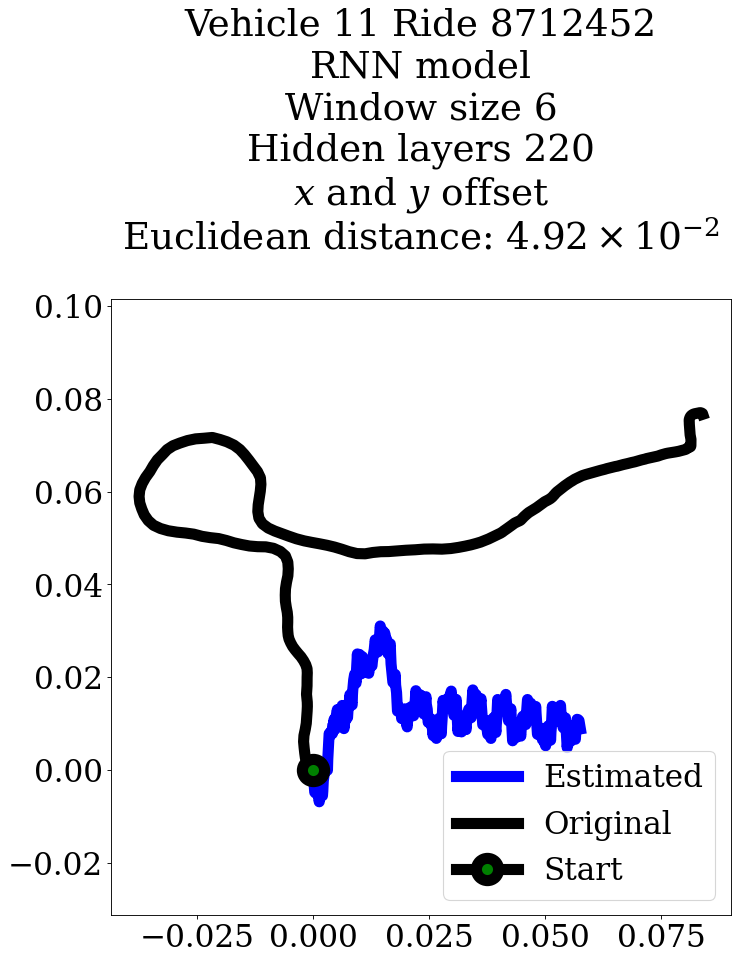 Vehicle 11 Ride 8712452
RNN model
Window size 6
Hidden layers 220
x and y offset
Euclidean distance: 4.92 × 10⁻²
0.10
0.08
0.06
0.04
0.02
0.00
−0.02
Estimated
Original
Start
−0.025 0.000 0.025 0.050 0.075